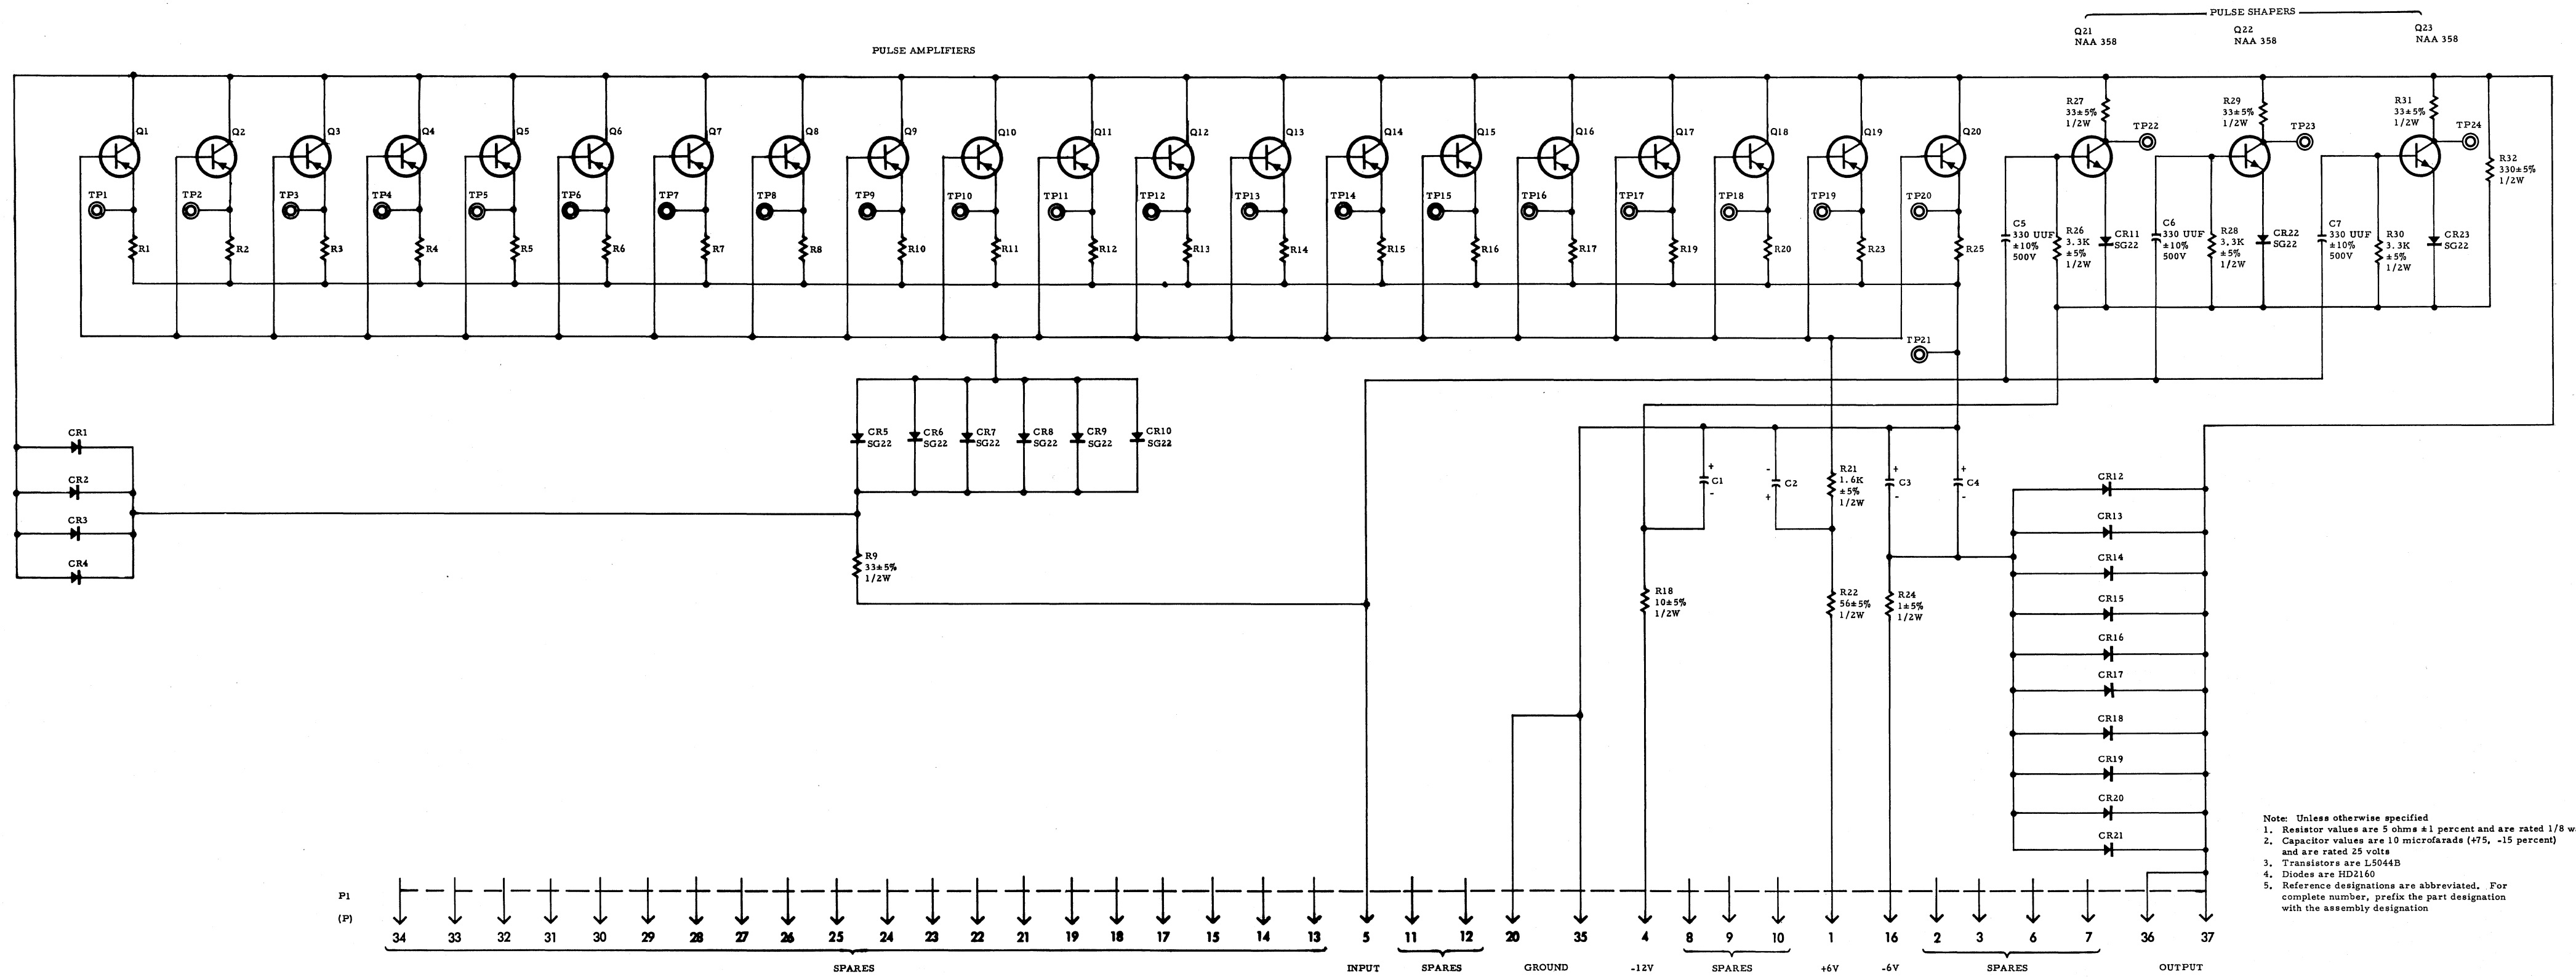 PULSE SHAPERS
Q21
NAA 358
Q22
NAA 358
Q23
NAA 358
PULSE AMPLIFIERS
Q1
Q2
Q3
Q4
Q5
Q6
Q7
Q8
Q9
Q10
Q11
Q12
Q13
Q14
Q15
Q16
Q17
Q18
Q19
Q20
R27
33±5%
1/2W
TP22
R29
33±5%
1/2W
TP23
R31
33±5%
1/2W
TP24
R32
330±5%
1/2W
TP1
TP2
TP3
TP4
TP5
TP6
TP7
TP8
TP9
TP10
TP11
TP12
TP13
TP14
TP15
TP16
TP17
TP18
TP19
TP20
R1
R2
R3
R4
R5
R6
R7
R8
R10
R11
R12
R13
R14
R15
R16
R17
R19
R20
R23
R25
C5
330 UUF
±10%
500V
R26
3.3K
±5%
1/2W
CR11
SG22
C6
330 UUF
±10%
500V
R28
3.3K
±5%
1/2W
CR22
SG22
C7
330 UUF
±10%
500V
R30
3.3K
±5%
1/2W
CR23
SG22
TP21
CR1
CR2
CR3
CR4
CR5
SG22
CR6
SG22
CR7
SG22
CR8
SG22
CR9
SG22
CR10
SG22
R9
33±5%
1/2W
+
C1
-
-
C2
+
R21
1.6K
±5%
1/2W
+
C3
-
+
C4
-
R18
10±5%
1/2W
R22
56±5%
1/2W
R24
1±5%
1/2W
CR12
CR13
CR14
CR15
CR16
CR17
CR18
CR19
CR20
CR21
Note: Unless otherwise specified
1. Resistor values are 5 ohms ±1 percent and are rated 1/8 w
2. Capacitor values are 10 microfarads (+75, -15 percent)
and are rated 25 volts
3. Transistors are L5044B
4. Diodes are HD2160
5. Reference designations are abbreviated. For
complete number, prefix the part designation
with the assembly designation
P1
(P)
34 33 32 31 30 29 28 27 26 25 24 23 22 21 19 18 17 15 14 13 5 11 12 20 35 4 8 9 10 1 16 2 3 6 7 36 37
SPARES INPUT SPARES GROUND -12V SPARES +6V -6V SPARES OUTPUT